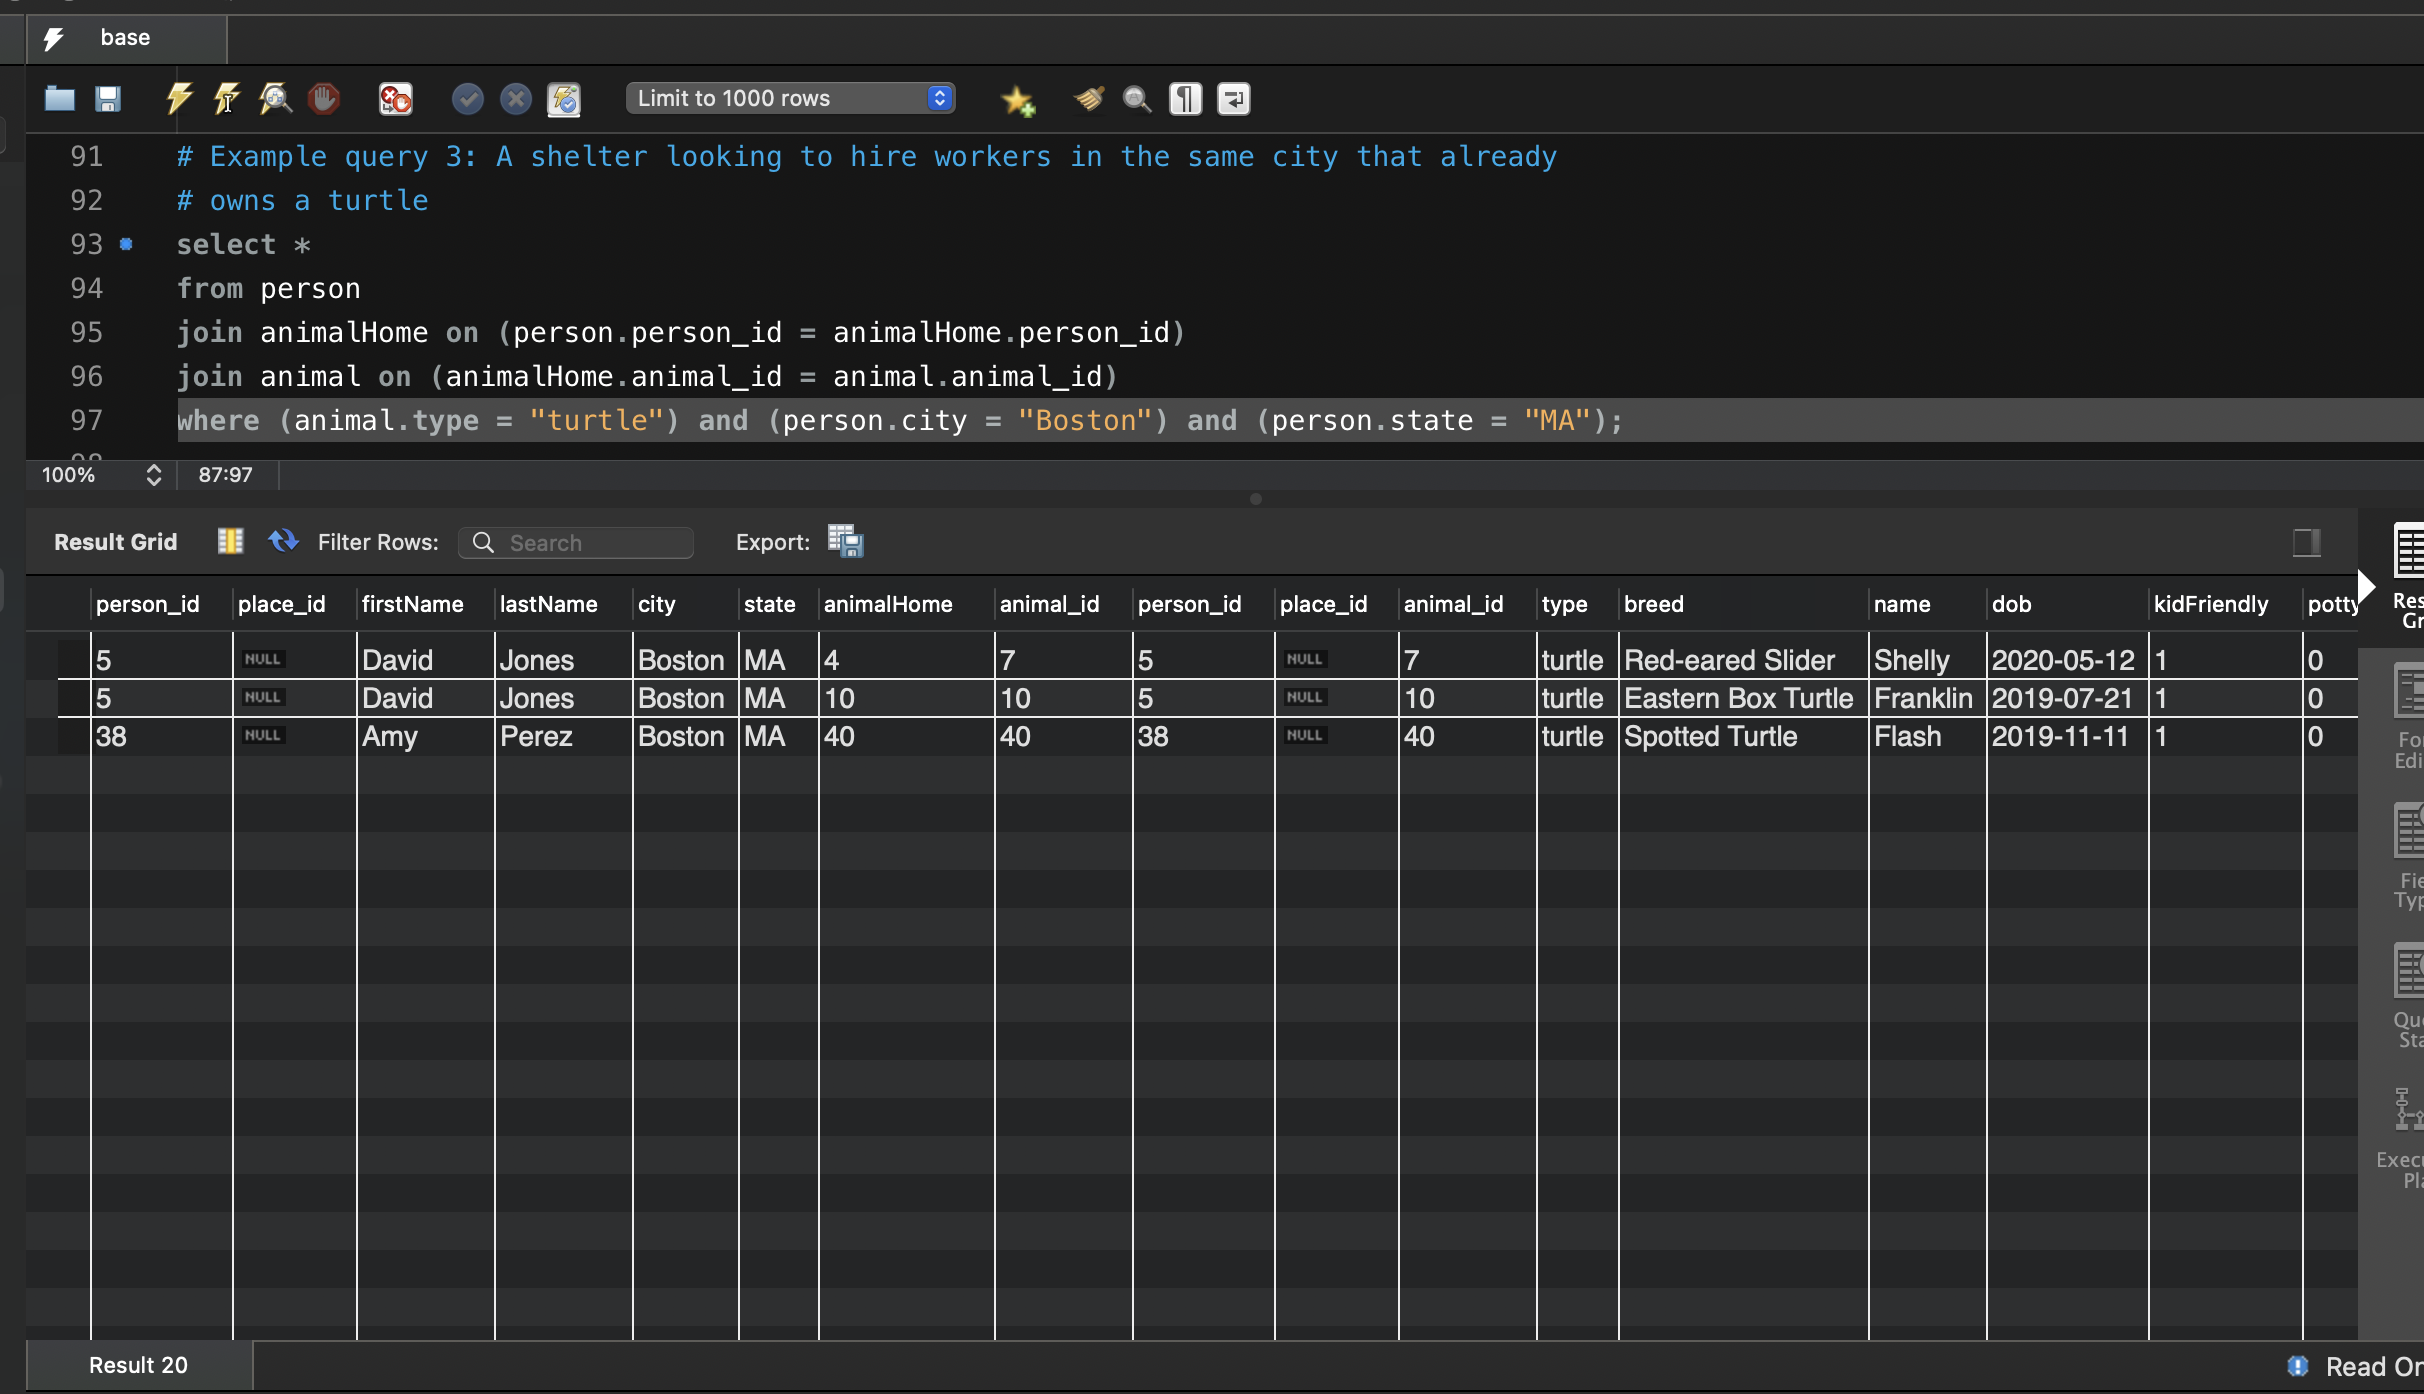 base
Limit to 1000 rows
91 # Example query 3: A shelter looking to hire workers in the same city that already
92 # owns a turtle
93 select *
94 from person
95 join animalHome on (person.person_id = animalHome.person_id)
96 join animal on (animalHome.animal_id = animal.animal_id)
97 where (animal.type = "turtle") and (person.city = "Boston") and (person.state = "MA");
98
100% 87:97
Result Grid Filter Rows: Search Export:
person_id place_id firstName lastName city state animalHome animal_id person_id place_id animal_id type breed name dob kidFriendly potty
5 NULL David Jones Boston MA 4 7 5 NULL 7 turtle Red-eared Slider Shelly 2020-05-12 1 0
5 NULL David Jones Boston MA 10 10 5 NULL 10 turtle Eastern Box Turtle Franklin 2019-07-21 1 0
38 NULL Amy Perez Boston MA 40 40 38 NULL 40 turtle Spotted Turtle Flash 2019-11-11 1 0
Res
Gr
Fo
Edi
Fie
Typ
Que
Sta
Execu
Pla
Result 20
Read On